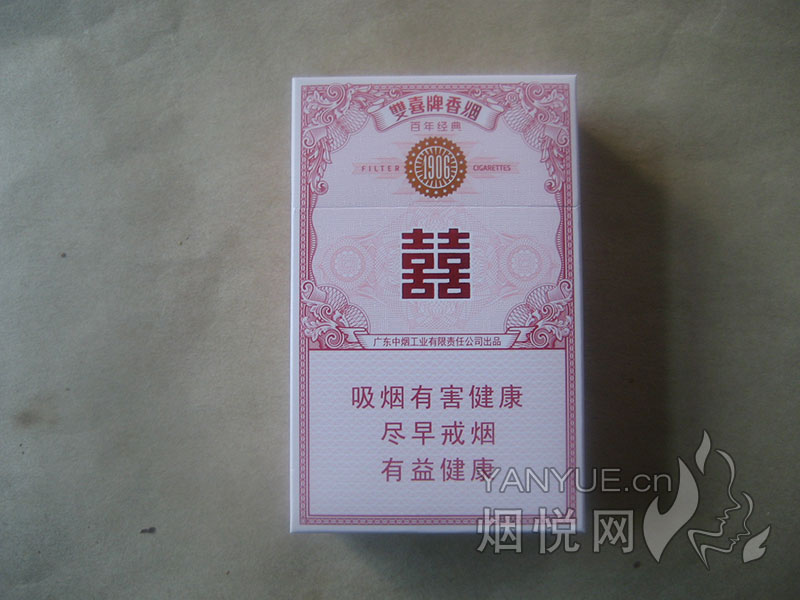 雙喜牌香烟
百年经典
FILTER 1906 CIGARETTES
囍
广东中烟工业有限责任公司出品
吸烟有害健康
尽早戒烟
有益健康
YANYUE.cn
烟悦网